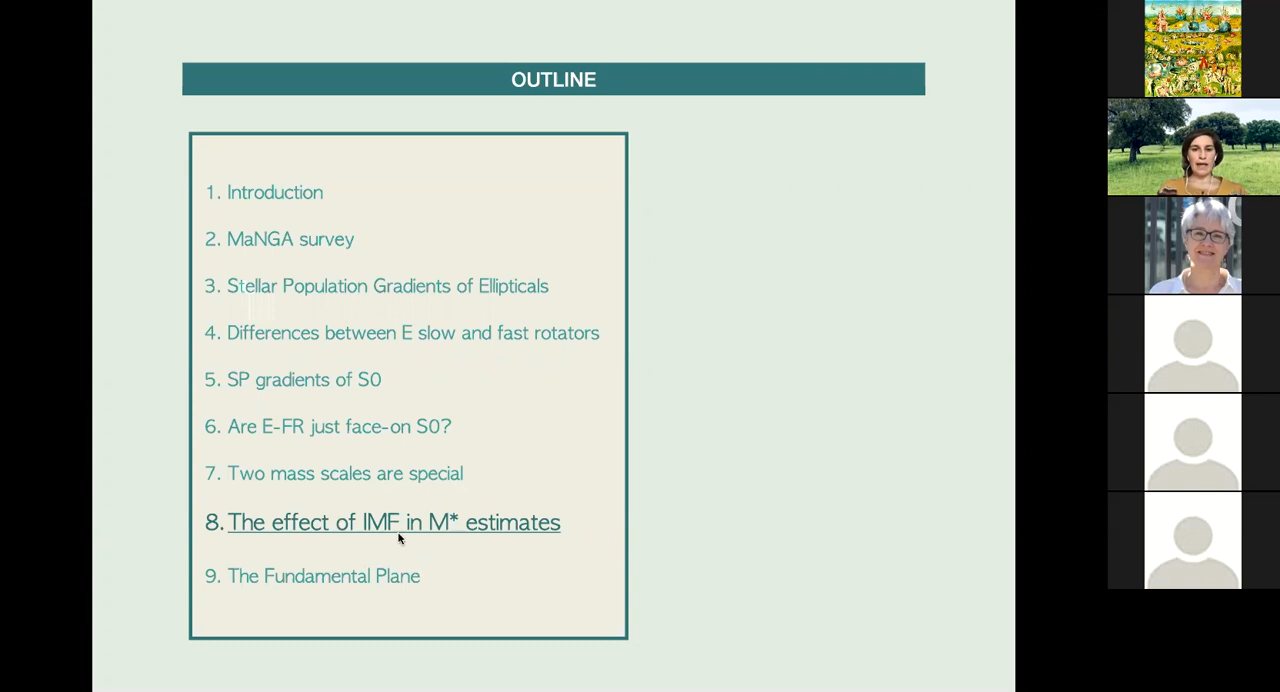 OUTLINE
1. Introduction
2. MaNGA survey
3. Stellar Population Gradients of Ellipticals
4. Differences between E slow and fast rotators
5. SP gradients of S0
6. Are E-FR just face-on S0?
7. Two mass scales are special
8. The effect of IMF in M* estimates
9. The Fundamental Plane